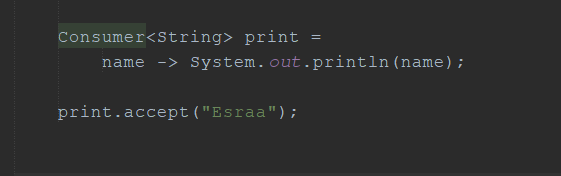 Consumer<String> print =
name -> System.out.println(name);
print.accept("Esraa");